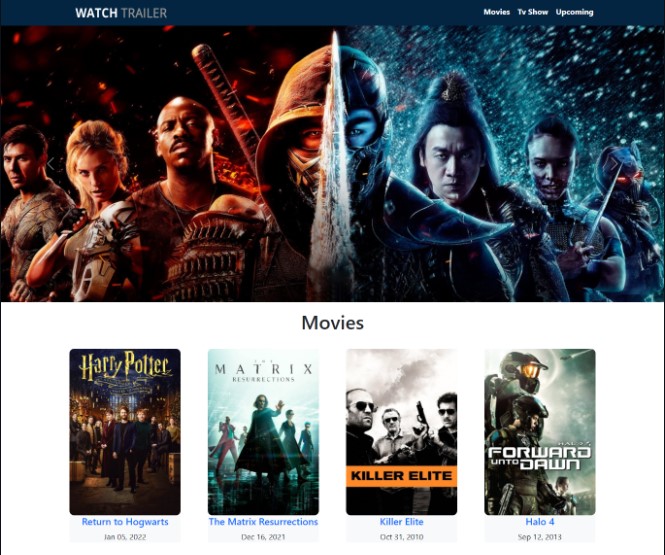 WATCH TRAILER
Movies Tv Show Upcoming
Movies
Harry Potter
THE
MATRIX
RESURRECTIONS
KILLER ELITE
HALO 4
FORWARD
UNTO DAWN
Return to Hogwarts
The Matrix Resurrections
Killer Elite
Halo 4
Jan 05, 2022
Dec 16, 2021
Oct 31, 2010
Sep 12, 2013